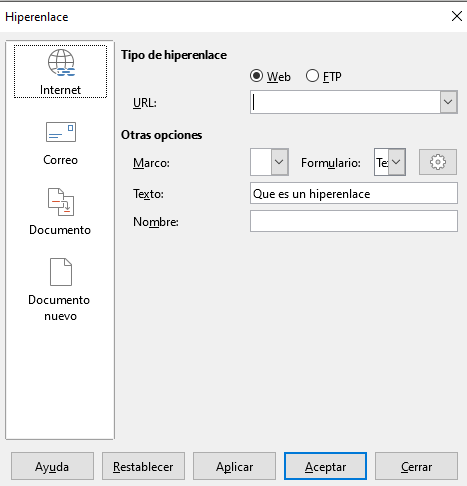 Hiperenlace
Internet
Correo
Documento
Documento
nuevo
Tipo de hiperenlace
Web FTP
URL:
Otras opciones
Marco: Formulario: Te
Texto: Que es un hiperenlace
Nombre:
Ayuda Restablecer Aplicar Aceptar Cerrar